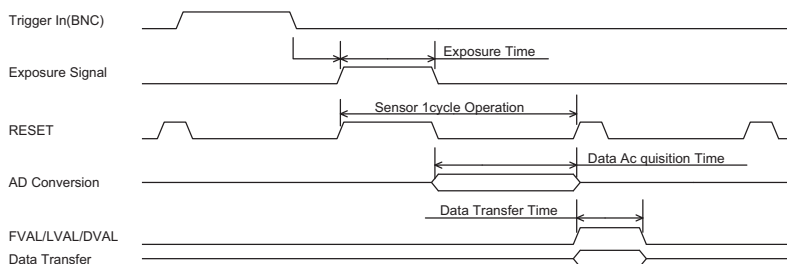 Trigger In(BNC)
Exposure Time
Exposure Signal
Sensor 1cycle Operation
RESET
Data Ac quisition Time
AD Conversion
Data Transfer Time
FVAL/LVAL/DVAL
Data Transfer